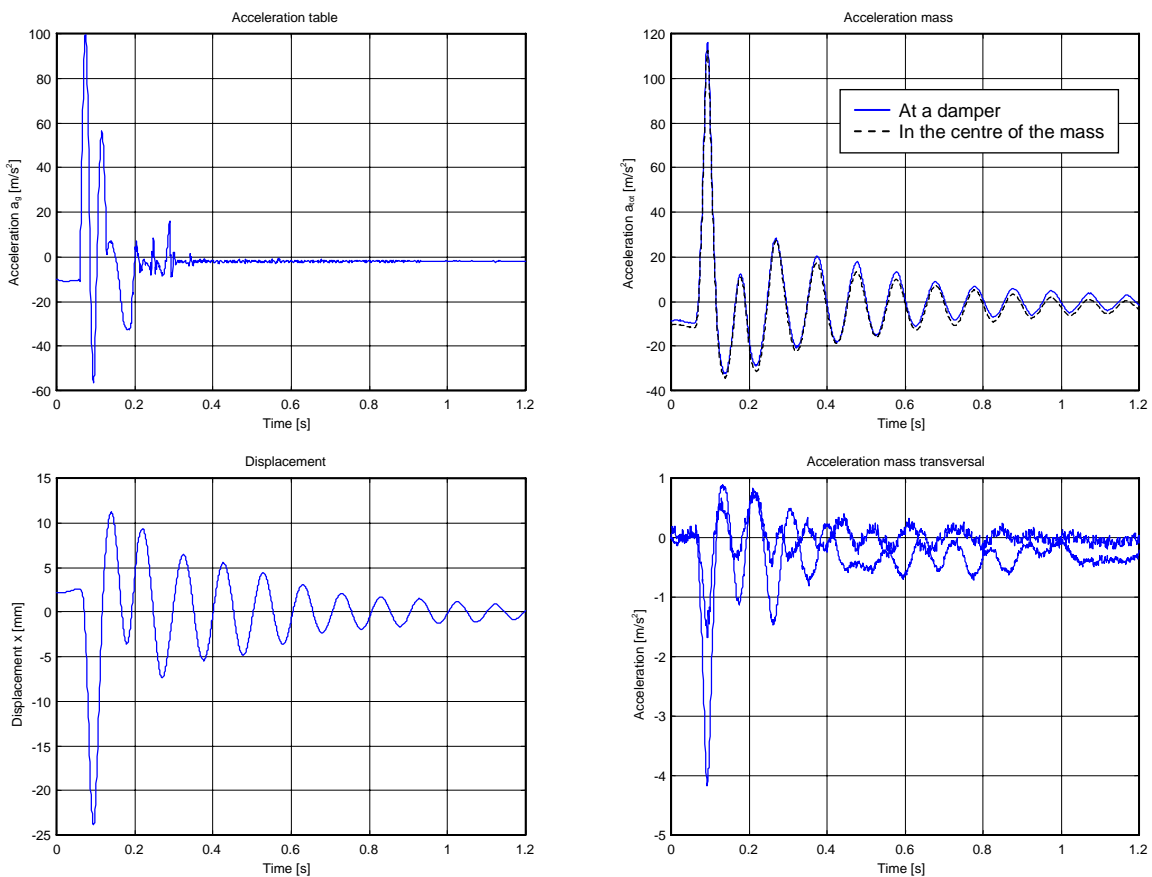 Acceleration table
Acceleration a_g [m/s²]
100
80
60
40
20
0
-20
-40
-60
0 0.2 0.4 0.6 0.8 1 1.2
Time [s]
Acceleration mass
Acceleration a_tot [m/s²]
120
100
80
60
40
20
0
-20
-40
At a damper
In the centre of the mass
0 0.2 0.4 0.6 0.8 1 1.2
Time [s]
Displacement
Displacement x [mm]
15
10
5
0
-5
-10
-15
-20
-25
0 0.2 0.4 0.6 0.8 1 1.2
Time [s]
Acceleration mass transversal
Acceleration [m/s²]
1
0
-1
-2
-3
-4
-5
0 0.2 0.4 0.6 0.8 1 1.2
Time [s]